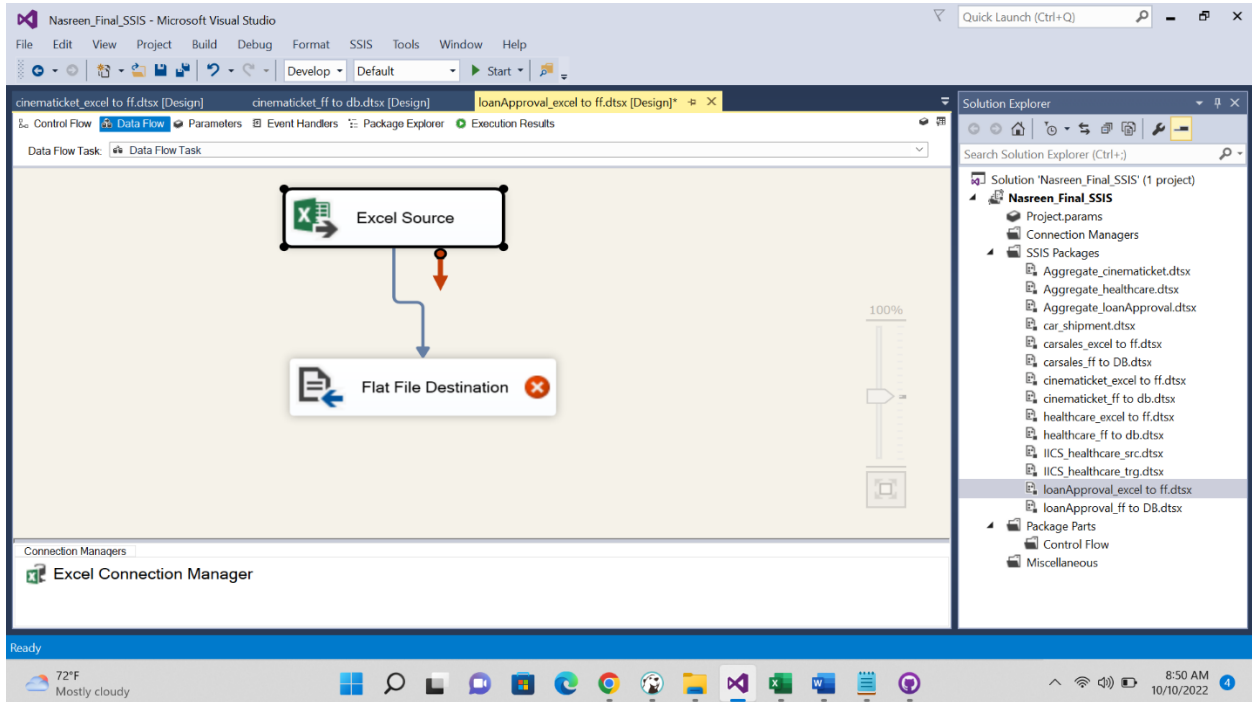 Nasreen_Final_SSIS - Microsoft Visual Studio
Quick Launch (Ctrl+Q)
File Edit View Project Build Debug Format SSIS Tools Window Help
Develop Default Start
cinematicket_excel to ff.dtsx [Design] cinematicket_ff to db.dtsx [Design] loanApproval_excel to ff.dtsx [Design]*
Control Flow Data Flow Parameters Event Handlers Package Explorer Execution Results
Data Flow Task: Data Flow Task
Excel Source
Flat File Destination
100%
Connection Managers
Excel Connection Manager
Solution Explorer
Search Solution Explorer (Ctrl+;)
Solution 'Nasreen_Final_SSIS' (1 project)
Nasreen_Final_SSIS
Project.params
Connection Managers
SSIS Packages
Aggregate_cinematicket.dtsx
Aggregate_healthcare.dtsx
Aggregate_loanApproval.dtsx
car_shipment.dtsx
carsales_excel to ff.dtsx
carsales_ff to DB.dtsx
cinematicket_excel to ff.dtsx
cinematicket_ff to db.dtsx
healthcare_excel to ff.dtsx
healthcare_ff to db.dtsx
IICS_healthcare_src.dtsx
IICS_healthcare_trg.dtsx
loanApproval_excel to ff.dtsx
loanApproval_ff to DB.dtsx
Package Parts
Control Flow
Miscellaneous
Ready
72°F
Mostly cloudy
8:50 AM
10/10/2022
4